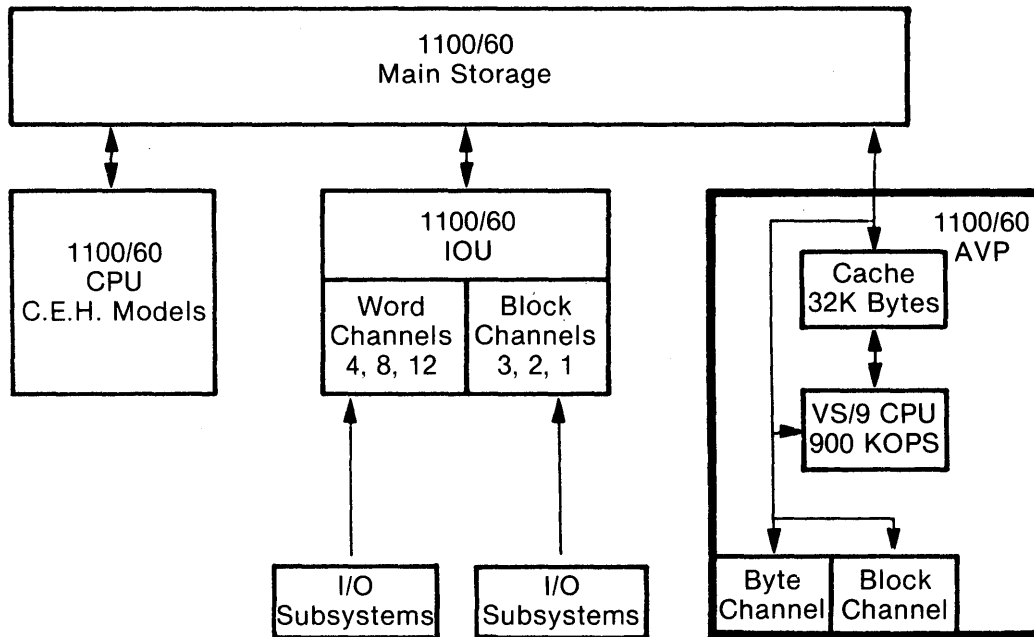 1100/60
Main Storage
1100/60
CPU
C.E.H. Models
1100/60
IOU
Word
Channels
4, 8, 12
Block
Channels
3, 2, 1
I/O
Subsystems
I/O
Subsystems
1100/60
AVP
Cache
32K Bytes
VS/9 CPU
900 KOPS
Byte
Channel
Block
Channel